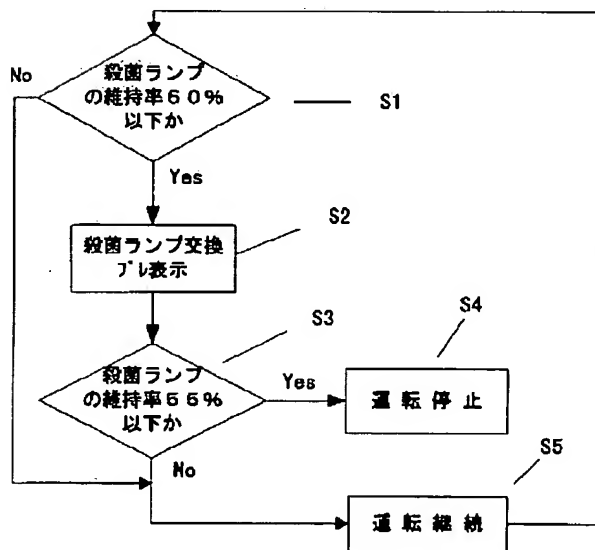 殺菌ランプ
の維持率60%
以下か
No
S1
Yes
S2
殺菌ランプ交換
プレ表示
S3
S4
殺菌ランプ
の維持率55%
以下か
Yes
運転停止
No
S5
運転継続